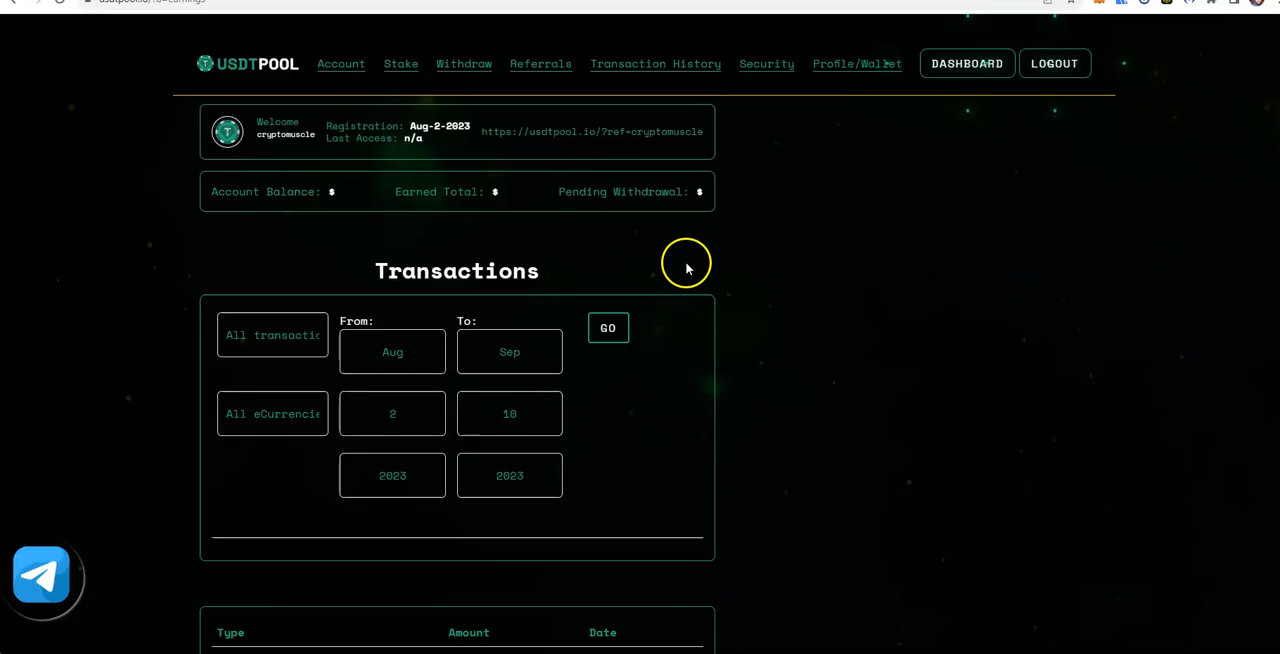 USDTPOOL
Account Stake Withdraw Referrals Transaction History Security Profile/Wallet DASHBOARD LOGOUT
Welcome
cryptomuscle
Registration: Aug-2-2023
Last Access: n/a
https://usdtpool.io/?ref=cryptomuscle
Account Balance: $ Earned Total: $ Pending Withdrawal: $
Transactions
All transactio
From:
To:
GO
Aug Sep
All eCurrencie
2 10
2023 2023
Type Amount Date